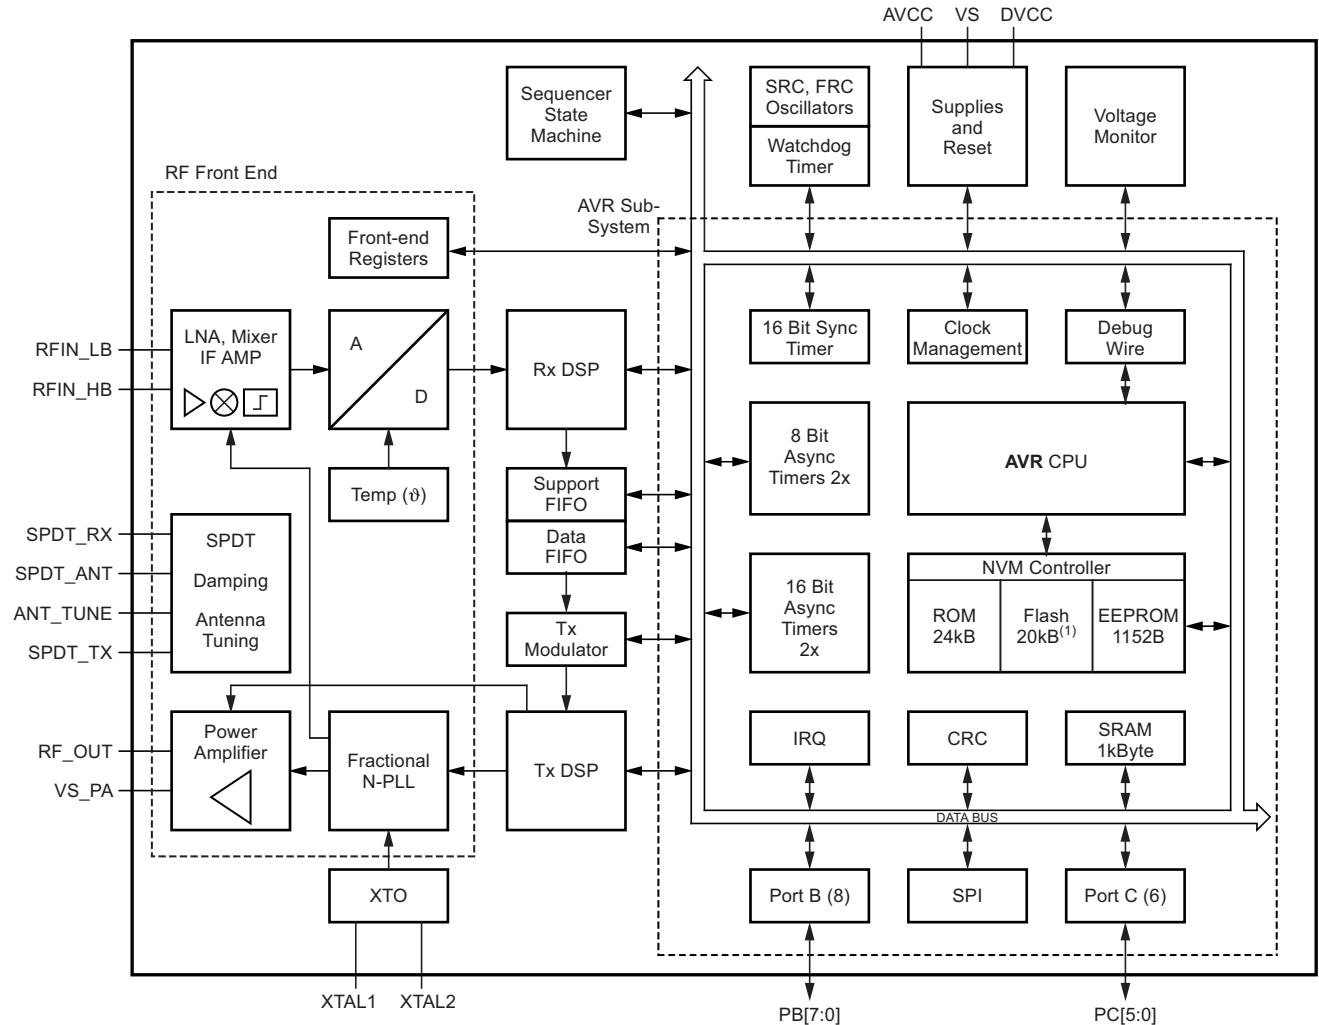 AVCC VS DVCC
Sequencer
State
Machine
SRC, FRC
Oscillators
Watchdog
Timer
Supplies
and
Reset
Voltage
Monitor
RF Front End
AVR Sub-
System
Front-end
Registers
RFIN_LB
RFIN_HB
LNA, Mixer
IF AMP
A
D
Rx DSP
16 Bit Sync
Timer
Clock
Management
Debug
Wire
8 Bit
Async
Timers 2x
AVR CPU
Temp (ϑ)
Support
FIFO
Data
FIFO
SPDT_RX
SPDT_ANT
ANT_TUNE
SPDT_TX
SPDT
Damping
Antenna
Tuning
Tx
Modulator
16 Bit
Async
Timers
2x
NVM Controller
ROM
24kB
Flash
20kB(1)
EEPROM
1152B
RF_OUT
VS_PA
Power
Amplifier
Fractional
N-PLL
Tx DSP
IRQ
CRC
SRAM
1kByte
DATA BUS
XTO
Port B (8)
SPI
Port C (6)
XTAL1 XTAL2
PB[7:0]
PC[5:0]